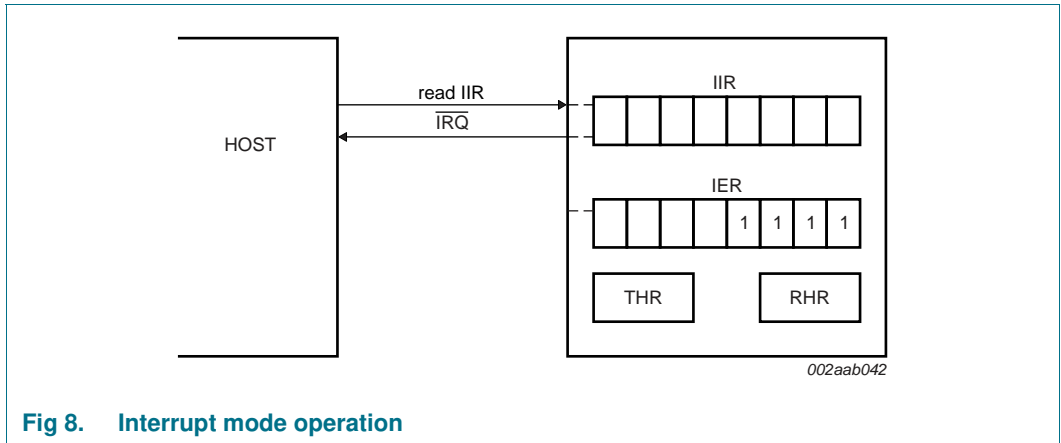 read IIR
IRQ
HOST
IIR
IER
1 1 1 1
THR RHR
002aab042
Fig 8. Interrupt mode operation